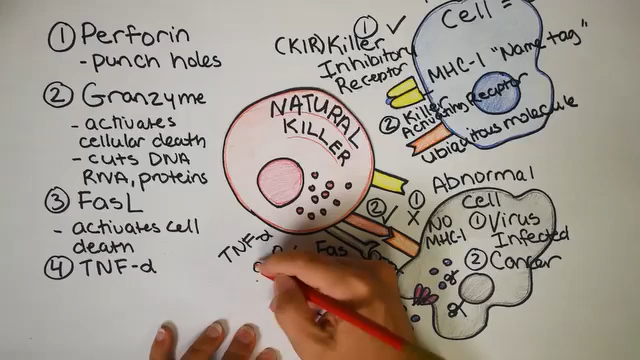 ① Perforin
- punch holes
② Granzyme
- activates
cellular death
- cuts DNA
RNA, proteins
③ FasL
- activates cell
death
④ TNF-α
① ✓
(KIR) Killer
Inhibitory
Receptor
NATURAL
KILLER
Cell =
MHC-1 "Name-tag"
② Killer
Activating Receptor
Ubiquitous molecule
② ✓
① X
TNF-α
Fas
Abnormal
Cell
NO
MHC-1
① Virus
Infected
② Cancer